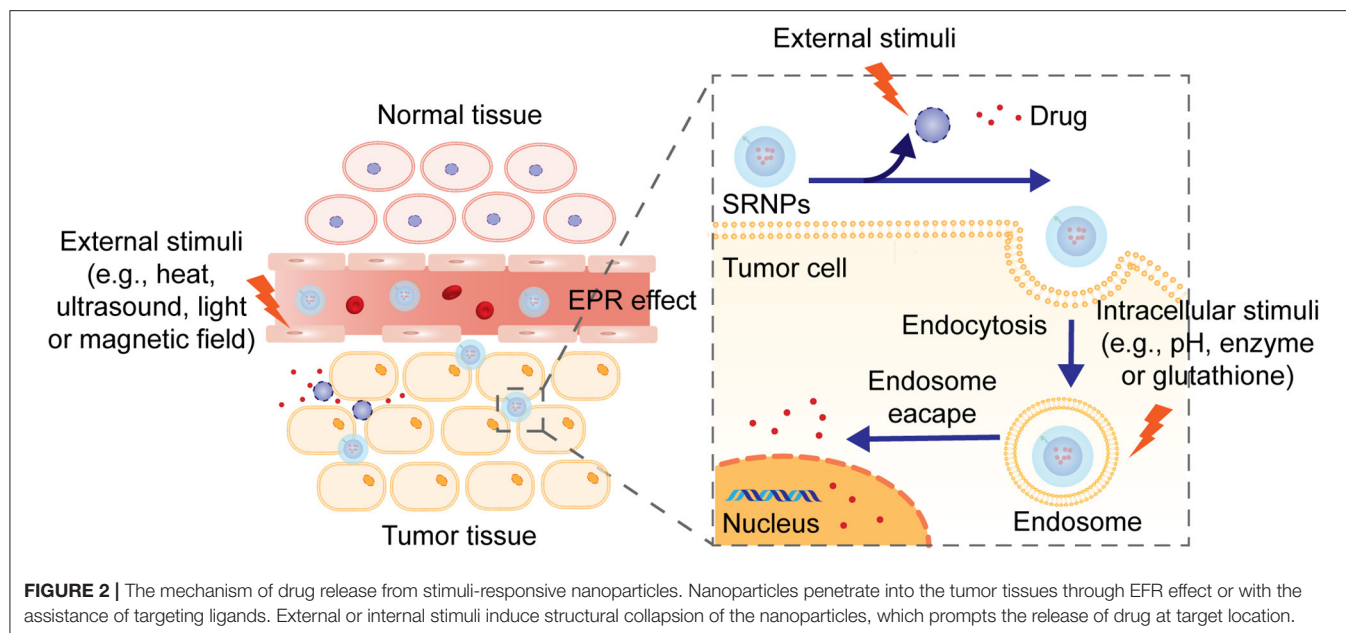 Normal tissue
External stimuli
(e.g., heat,
ultrasound, light
or magnetic field)
EPR effect
Tumor tissue
External stimuli
Drug
SRNPs
Tumor cell
Endocytosis
Intracellular stimuli
(e.g., pH, enzyme
or glutathione)
Endosome
eacape
Nucleus
Endosome
FIGURE 2 | The mechanism of drug release from stimuli-responsive nanoparticles. Nanoparticles penetrate into the tumor tissues through EFR effect or with the
assistance of targeting ligands. External or internal stimuli induce structural collapsion of the nanoparticles, which prompts the release of drug at target location.